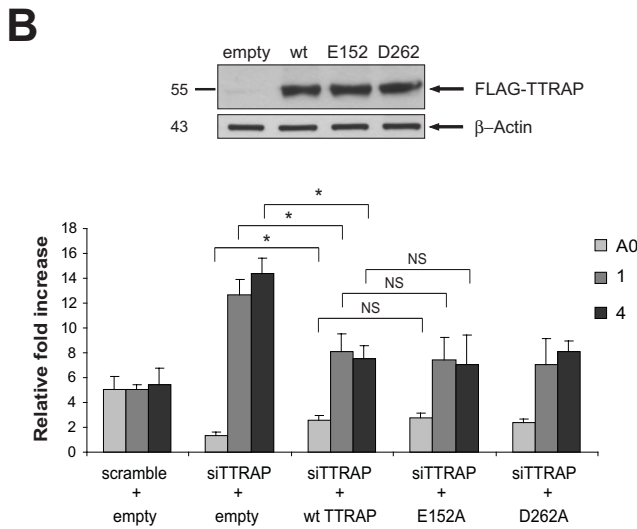 B
empty wt E152 D262
55 FLAG-TTRAP
43 β–Actin
*
*
*
NS
NS
NS
Relative fold increase
18
16
14
12
10
8
6
4
2
0
A0
1
4
scramble siTTRAP siTTRAP siTTRAP siTTRAP
+ + + + +
empty empty wt TTRAP E152A D262A